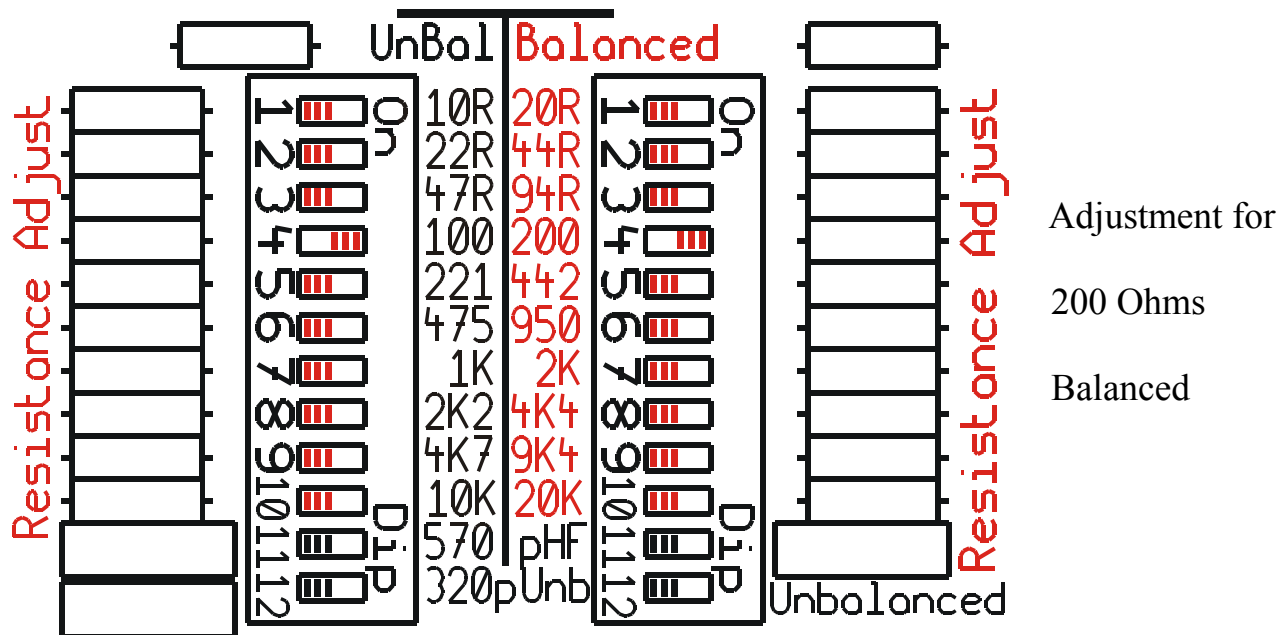 UnBal Balanced
Resistance Adjust
1 On 10R 20R 1 On
2 22R 44R 2
3 47R 94R 3
4 100 200 4
5 221 442 5
6 475 950 6
7 1K 2K 7
8 2K2 4K4 8
9 4K7 9K4 9
10 Dip 10K 20K 10 Dip
11 570 pHF 11
12 320pUnb 12
Unbalanced
Resistance Adjust
Adjustment for
200 Ohms
Balanced